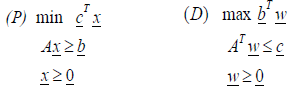 (P) min c^T x (D) max b^T w
Ax ≥ b A^T w ≤ c
x ≥ 0 w ≥ 0